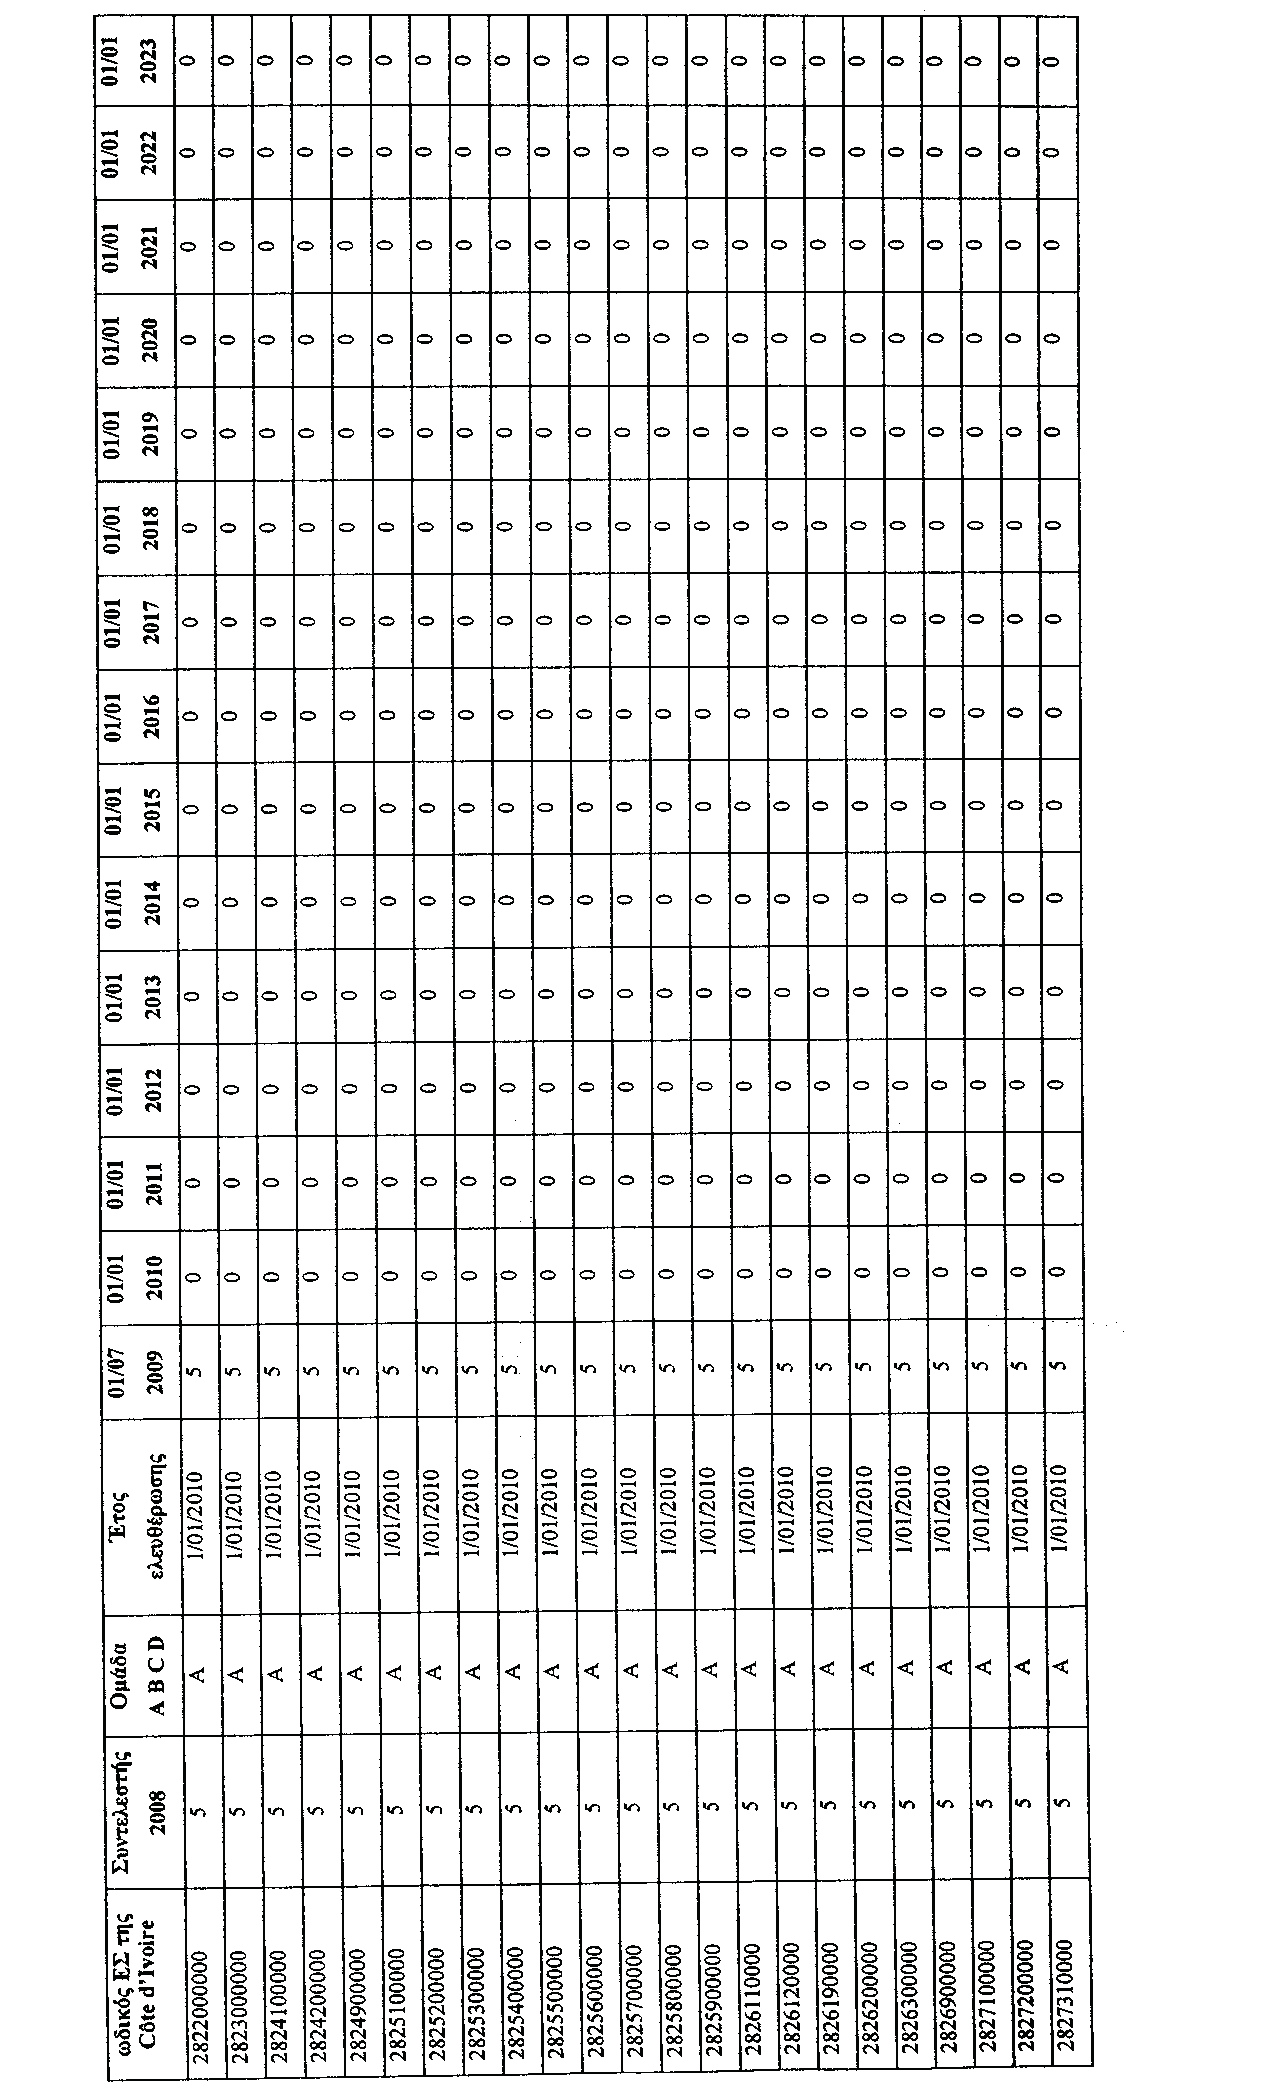 ωδικός ΕΣ της Côte d'Ivoire Συντελεστής 2008 Ομάδα A B C D Έτος ελευθέρωσης 01/07 2009 01/01 2010 01/01 2011 01/01 2012 01/01 2013 01/01 2014 01/01 2015 01/01 2016 01/01 2017 01/01 2018 01/01 2019 01/01 2020 01/01 2021 01/01 2022 01/01 2023
2822000000 5 A 1/01/2010 5 0 0 0 0 0 0 0 0 0 0 0 0 0 0
2823000000 5 A 1/01/2010 5 0 0 0 0 0 0 0 0 0 0 0 0 0 0
2824100000 5 A 1/01/2010 5 0 0 0 0 0 0 0 0 0 0 0 0 0 0
2824200000 5 A 1/01/2010 5 0 0 0 0 0 0 0 0 0 0 0 0 0 0
2824900000 5 A 1/01/2010 5 0 0 0 0 0 0 0 0 0 0 0 0 0 0
2825100000 5 A 1/01/2010 5 0 0 0 0 0 0 0 0 0 0 0 0 0 0
2825200000 5 A 1/01/2010 5 0 0 0 0 0 0 0 0 0 0 0 0 0 0
2825300000 5 A 1/01/2010 5 0 0 0 0 0 0 0 0 0 0 0 0 0 0
2825400000 5 A 1/01/2010 5 0 0 0 0 0 0 0 0 0 0 0 0 0 0
2825500000 5 A 1/01/2010 5 0 0 0 0 0 0 0 0 0 0 0 0 0 0
2825600000 5 A 1/01/2010 5 0 0 0 0 0 0 0 0 0 0 0 0 0 0
2825700000 5 A 1/01/2010 5 0 0 0 0 0 0 0 0 0 0 0 0 0 0
2825800000 5 A 1/01/2010 5 0 0 0 0 0 0 0 0 0 0 0 0 0 0
2825900000 5 A 1/01/2010 5 0 0 0 0 0 0 0 0 0 0 0 0 0 0
2826110000 5 A 1/01/2010 5 0 0 0 0 0 0 0 0 0 0 0 0 0 0
2826120000 5 A 1/01/2010 5 0 0 0 0 0 0 0 0 0 0 0 0 0 0
2826190000 5 A 1/01/2010 5 0 0 0 0 0 0 0 0 0 0 0 0 0 0
2826200000 5 A 1/01/2010 5 0 0 0 0 0 0 0 0 0 0 0 0 0 0
2826300000 5 A 1/01/2010 5 0 0 0 0 0 0 0 0 0 0 0 0 0 0
2826900000 5 A 1/01/2010 5 0 0 0 0 0 0 0 0 0 0 0 0 0 0
2827100000 5 A 1/01/2010 5 0 0 0 0 0 0 0 0 0 0 0 0 0 0
2827200000 5 A 1/01/2010 5 0 0 0 0 0 0 0 0 0 0 0 0 0 0
2827310000 5 A 1/01/2010 5 0 0 0 0 0 0 0 0 0 0 0 0 0 0